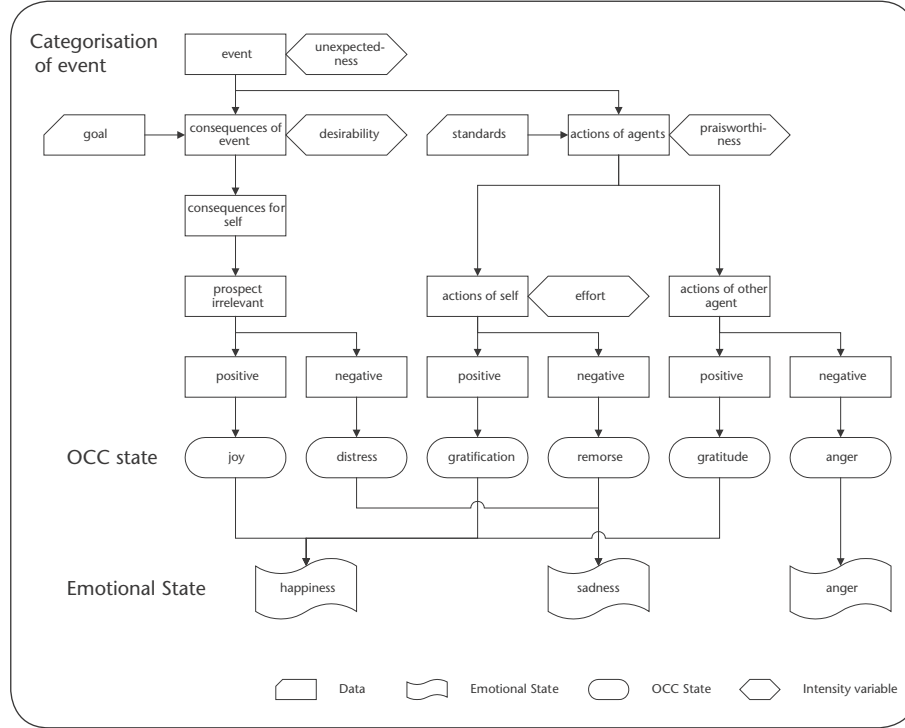 Categorisation
of event
event
unexpected-
ness
goal
consequences of
event
desirability
standards
actions of agents
praisworthi-
ness
consequences for
self
prospect
irrelevant
actions of self
effort
actions of other
agent
positive
negative
positive
negative
positive
negative
OCC state
joy
distress
gratification
remorse
gratitude
anger
Emotional State
happiness
sadness
anger
Data
Emotional State
OCC State
Intensity variable